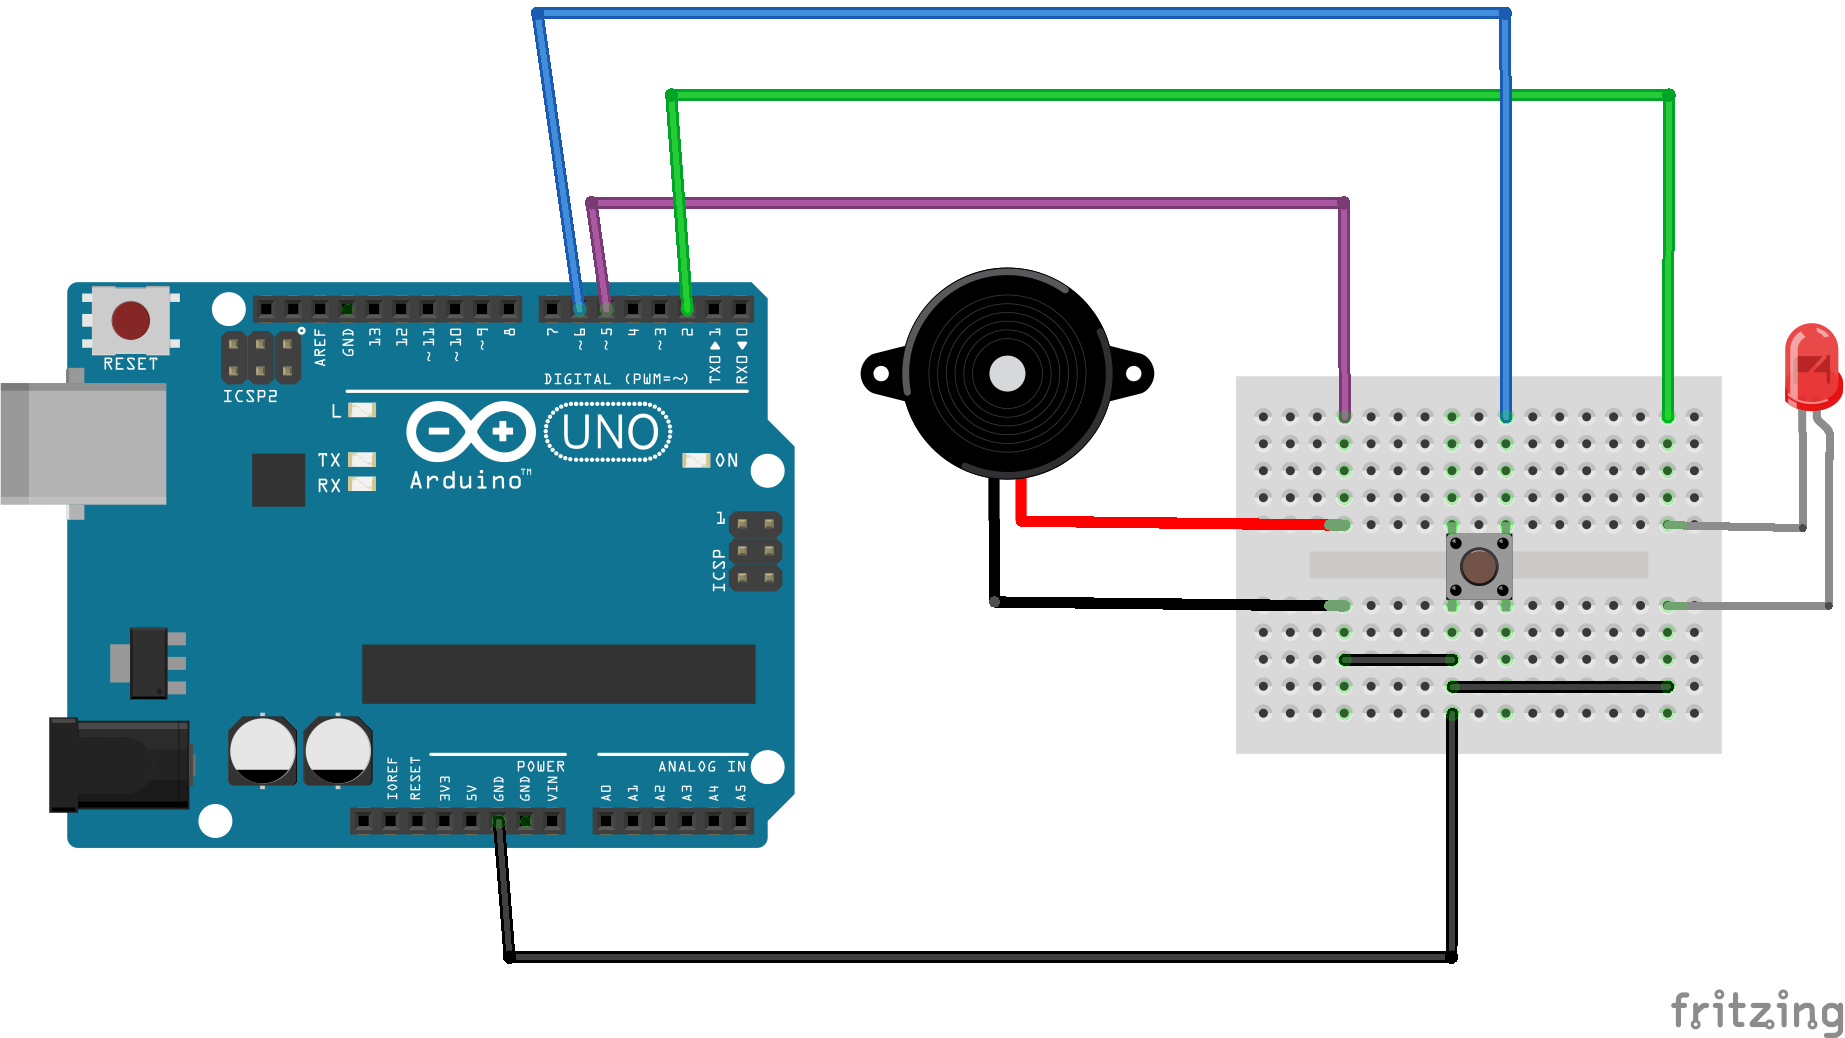 RESET
ICSP2
AREF
GND
13
12
~11
~10
~9
8
7
~6
~5
4
~3
2
TX0▶1
RX0◀0
DIGITAL (PWM=~)
L
TX
RX
Arduino™
UNO
ON
1
ICSP
IOREF
RESET
3V3
5V
GND
GND
VIN
POWER
ANALOG IN
A0
A1
A2
A3
A4
A5
fritzing